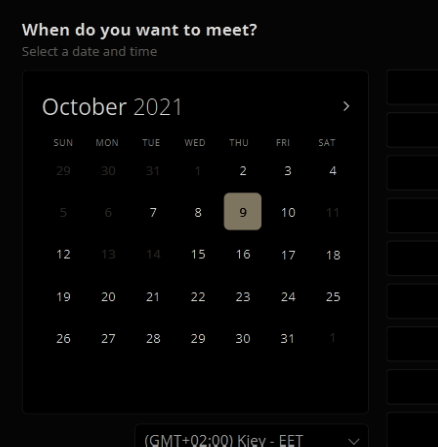 When do you want to meet?
Select a date and time
October 2021 >
SUN MON TUE WED THU FRI SAT
29 30 31 1 2 3 4
5 6 7 8 9 10 11
12 13 14 15 16 17 18
19 20 21 22 23 24 25
26 27 28 29 30 31 1
(GMT+02:00) Kiev - EET